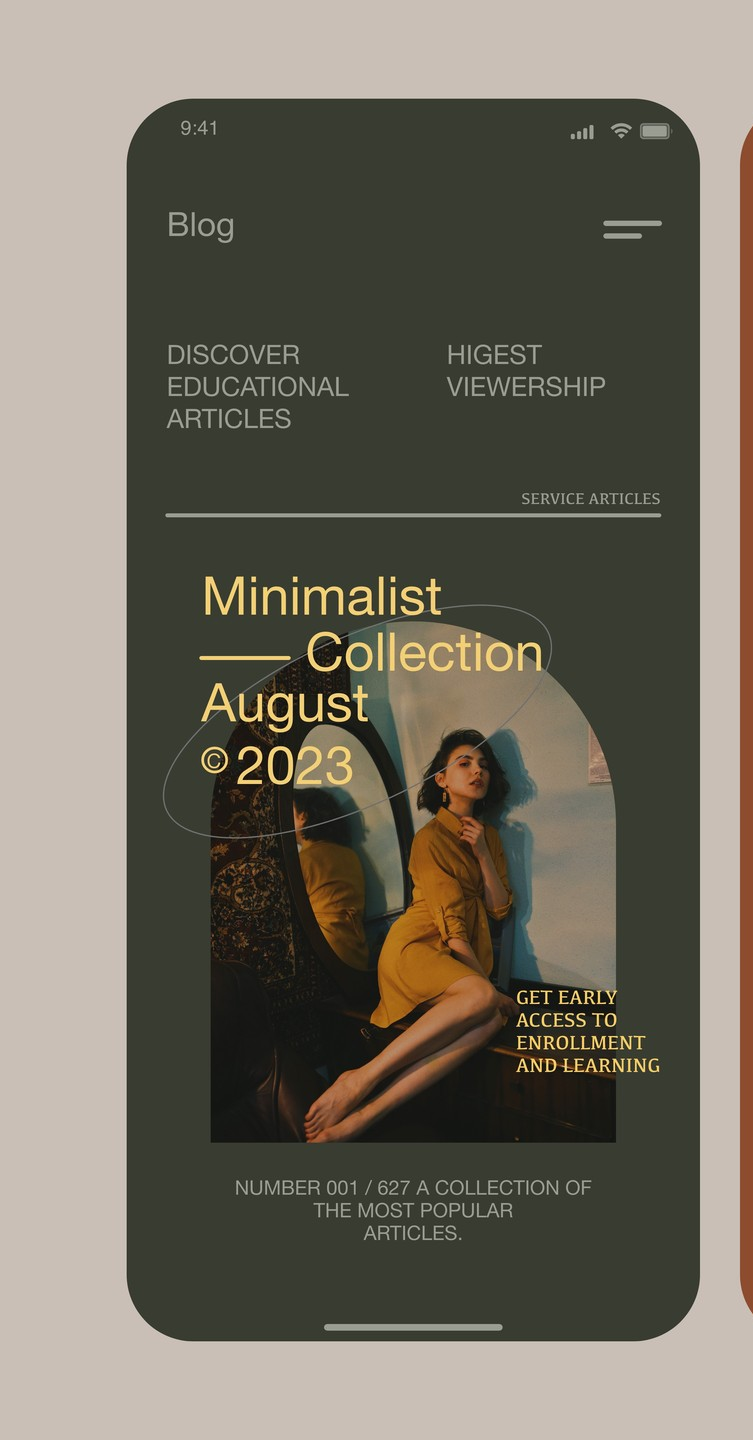 9:41
Blog
DISCOVER
EDUCATIONAL
ARTICLES
HIGEST
VIEWERSHIP
SERVICE ARTICLES
Minimalist
Collection
August
©2023
GET EARLY
ACCESS TO
ENROLLMENT
AND LEARNING
NUMBER 001 / 627 A COLLECTION OF
THE MOST POPULAR
ARTICLES.